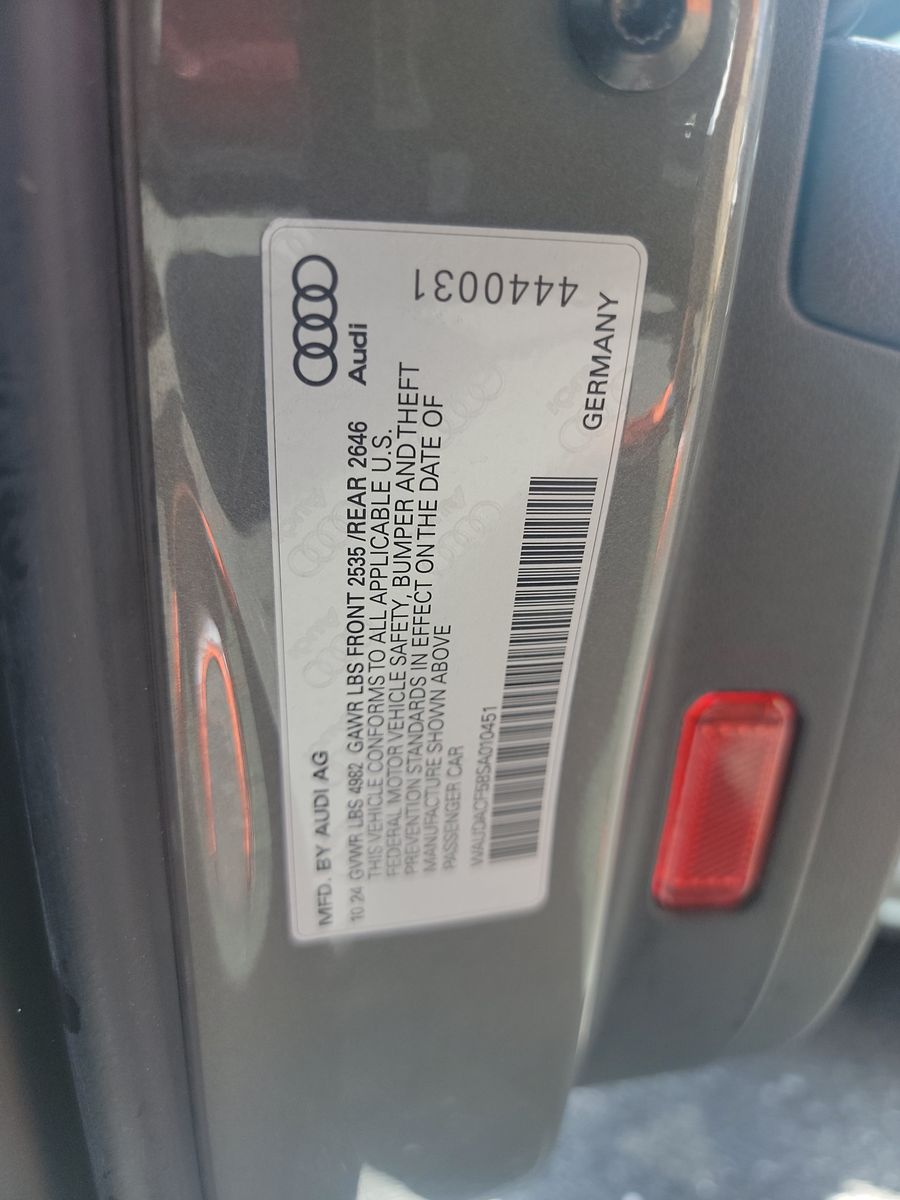 Audi
MFD. BY AUDI AG
10 24 GVWR LBS 4982 GAWR LBS FRONT 2535 /REAR 2646
THIS VEHICLE CONFORMS TO ALL APPLICABLE U.S.
FEDERAL MOTOR VEHICLE SAFETY, BUMPER AND THEFT
PREVENTION STANDARDS IN EFFECT ON THE DATE OF
MANUFACTURE SHOWN ABOVE
PASSENGER CAR
WAUDACF58SA010451
4440031
GERMANY